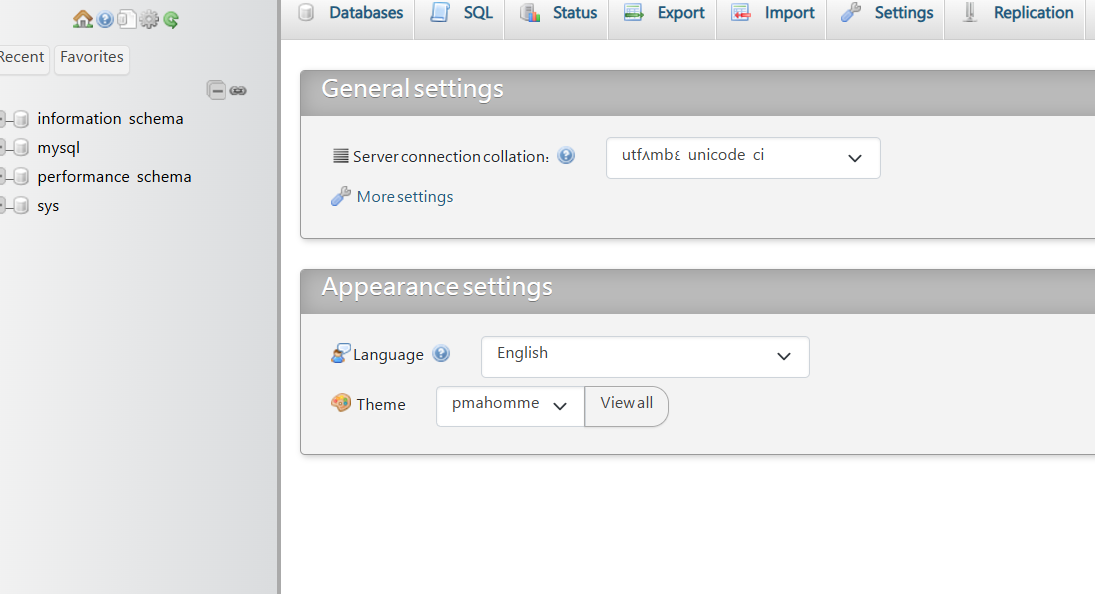 Databases SQL Status Export Import Settings Replication
Recent Favorites
information schema
mysql
performance schema
sys
General settings
Server connection collation: utf٨mb٤ unicode ci
More settings
Appearance settings
Language English
Theme pmahomme View all